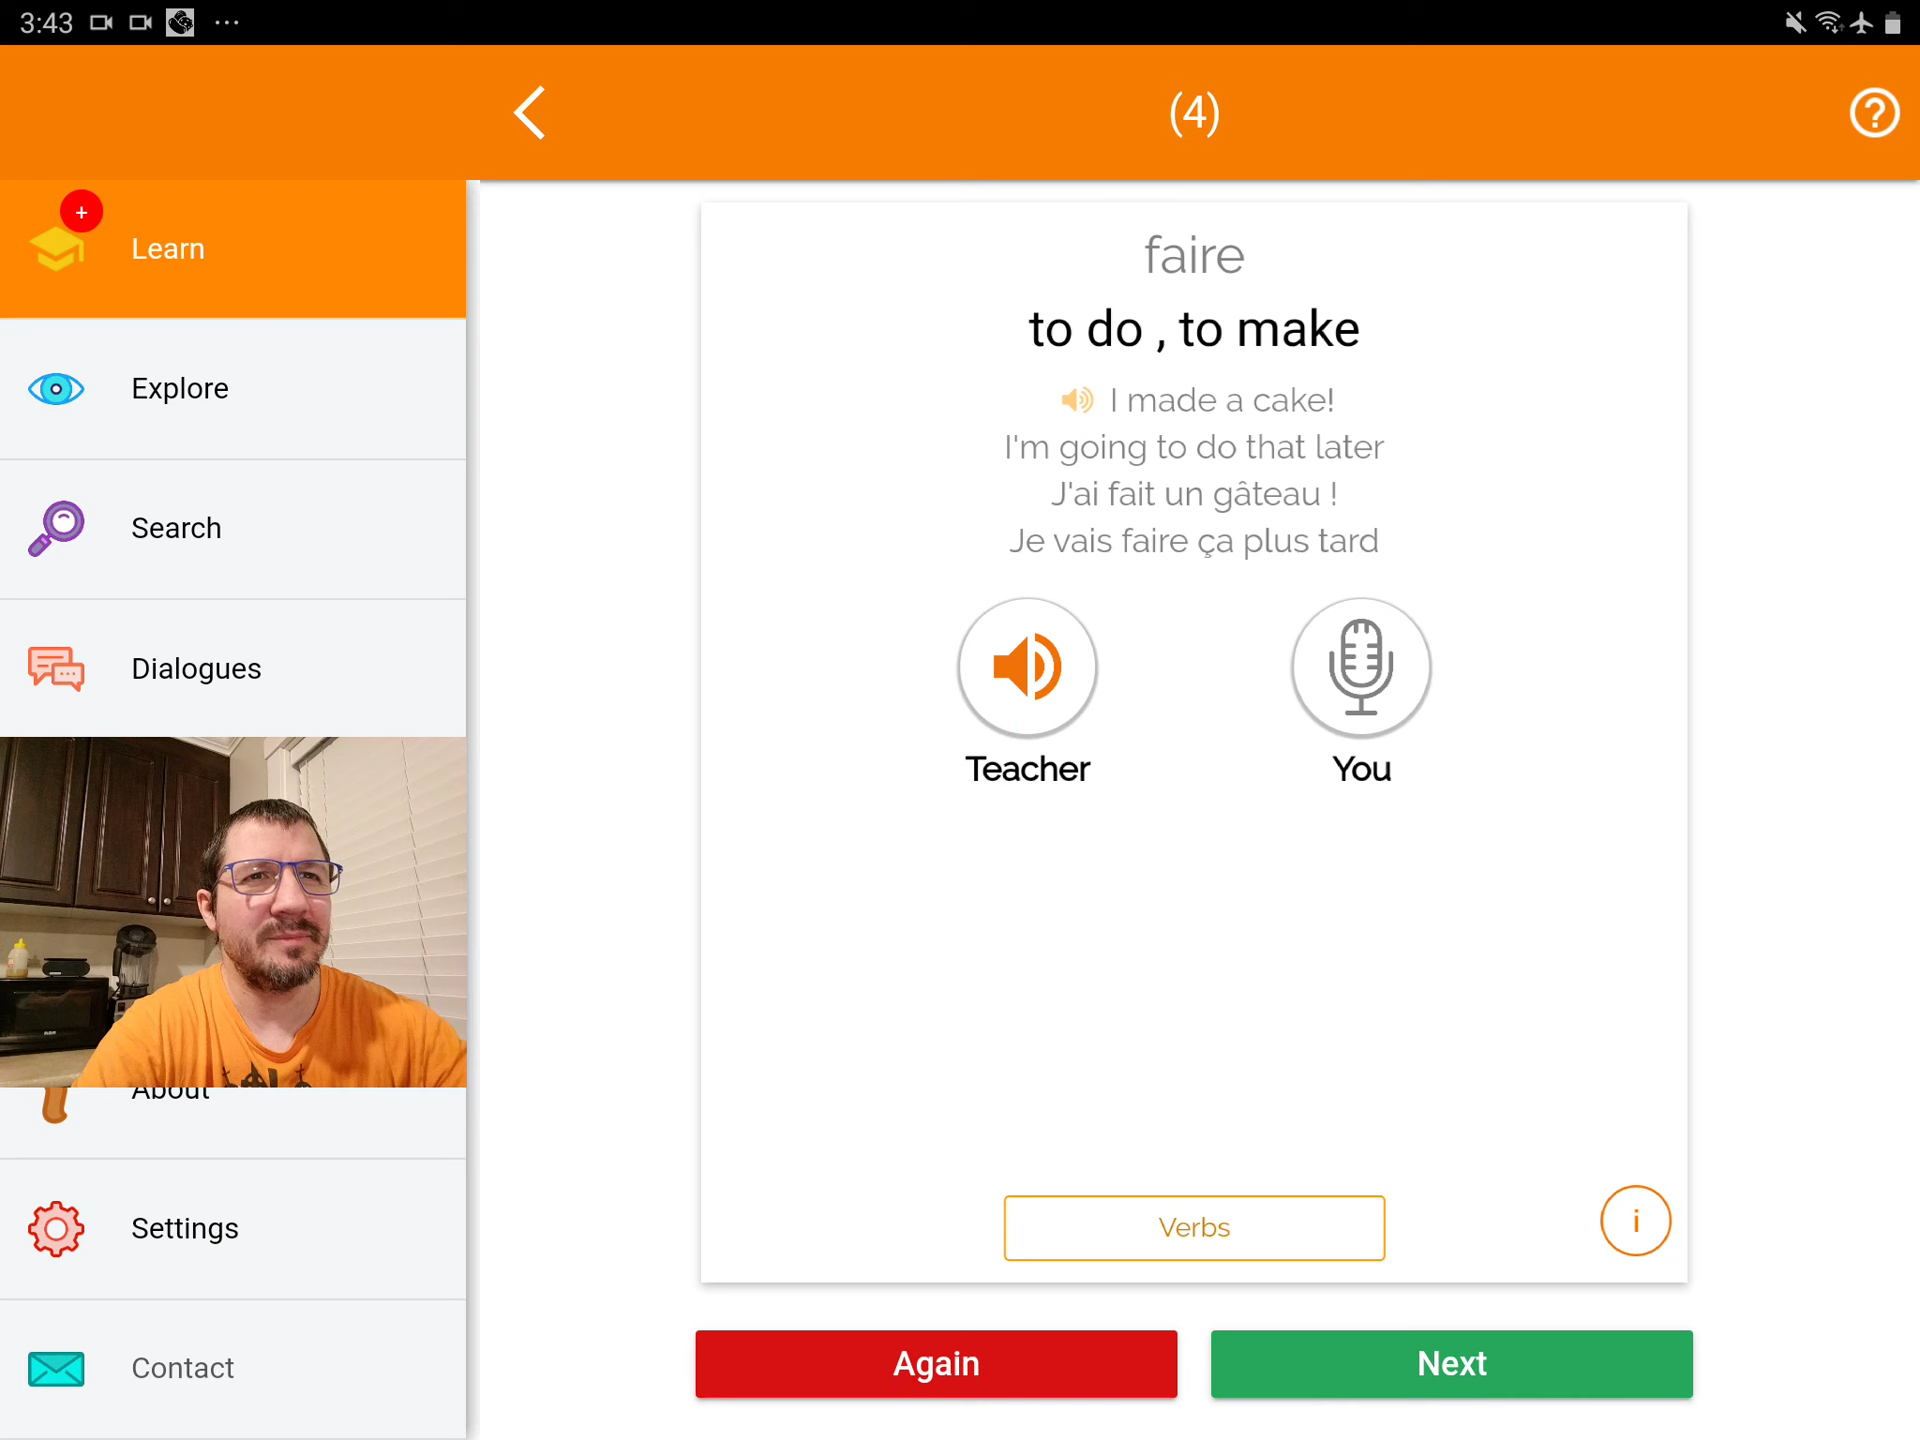 3:43
(4)
Learn
Explore
Search
Dialogues
About
Settings
Contact
faire
to do , to make
I made a cake!
I'm going to do that later
J'ai fait un gâteau !
Je vais faire ça plus tard
Teacher
You
Verbs
i
Again
Next